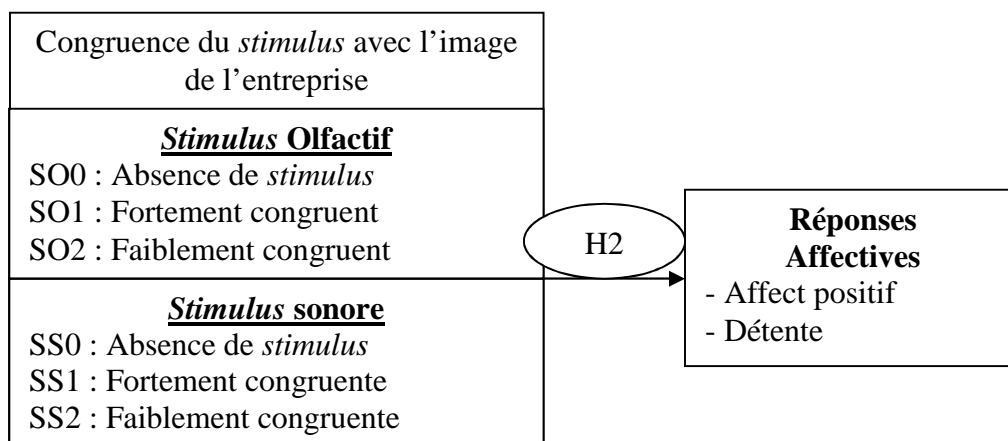 Congruence du stimulus avec l’image
de l’entreprise
Stimulus Olfactif
SO0 : Absence de stimulus
SO1 : Fortement congruent
SO2 : Faiblement congruent
Stimulus sonore
SS0 : Absence de stimulus
SS1 : Fortement congruente
SS2 : Faiblement congruente
H2
Réponses
Affectives
- Affect positif
- Détente